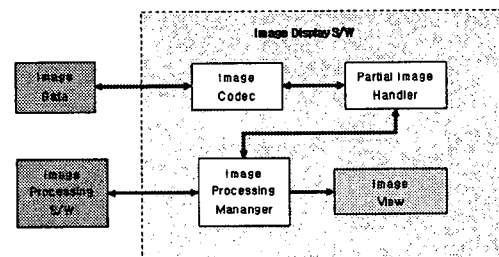 Image Display S/W
Image
Data
Image
Codec
Partial Image
Handler
Image
Processing
S/W
Image
Processing
Mananger
Image
View